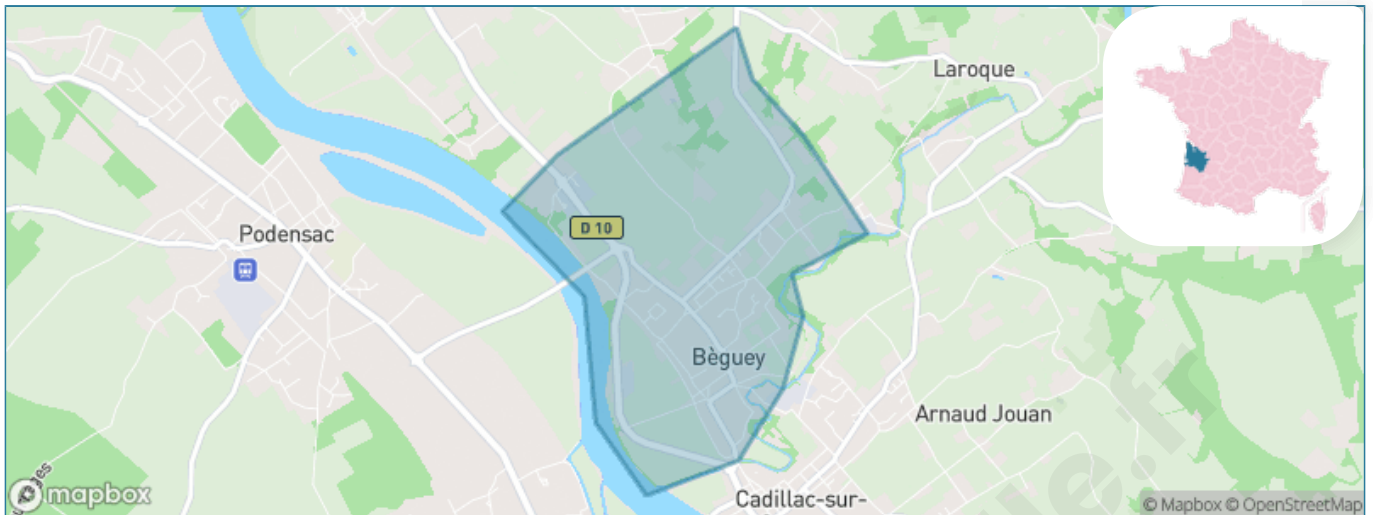 Laroque
Podensac
D 10
Bèguey
Arnaud Jouan
Cadillac-sur-
mapbox
© Mapbox © OpenStreetMap